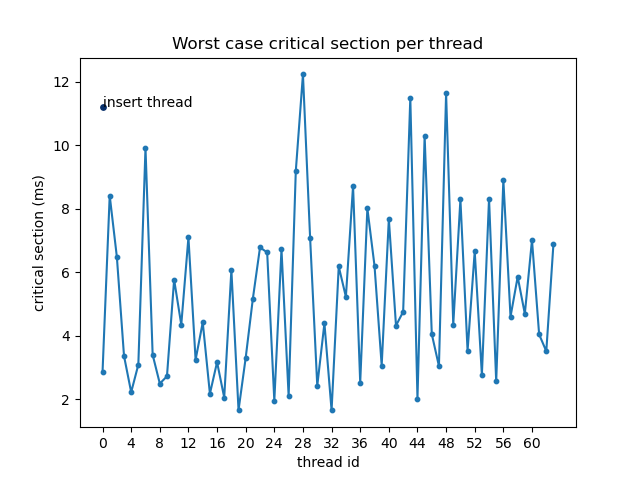 Worst case critical section per thread
insert thread
critical section (ms)
12
10
8
6
4
2
0 4 8 12 16 20 24 28 32 36 40 44 48 52 56 60
thread id